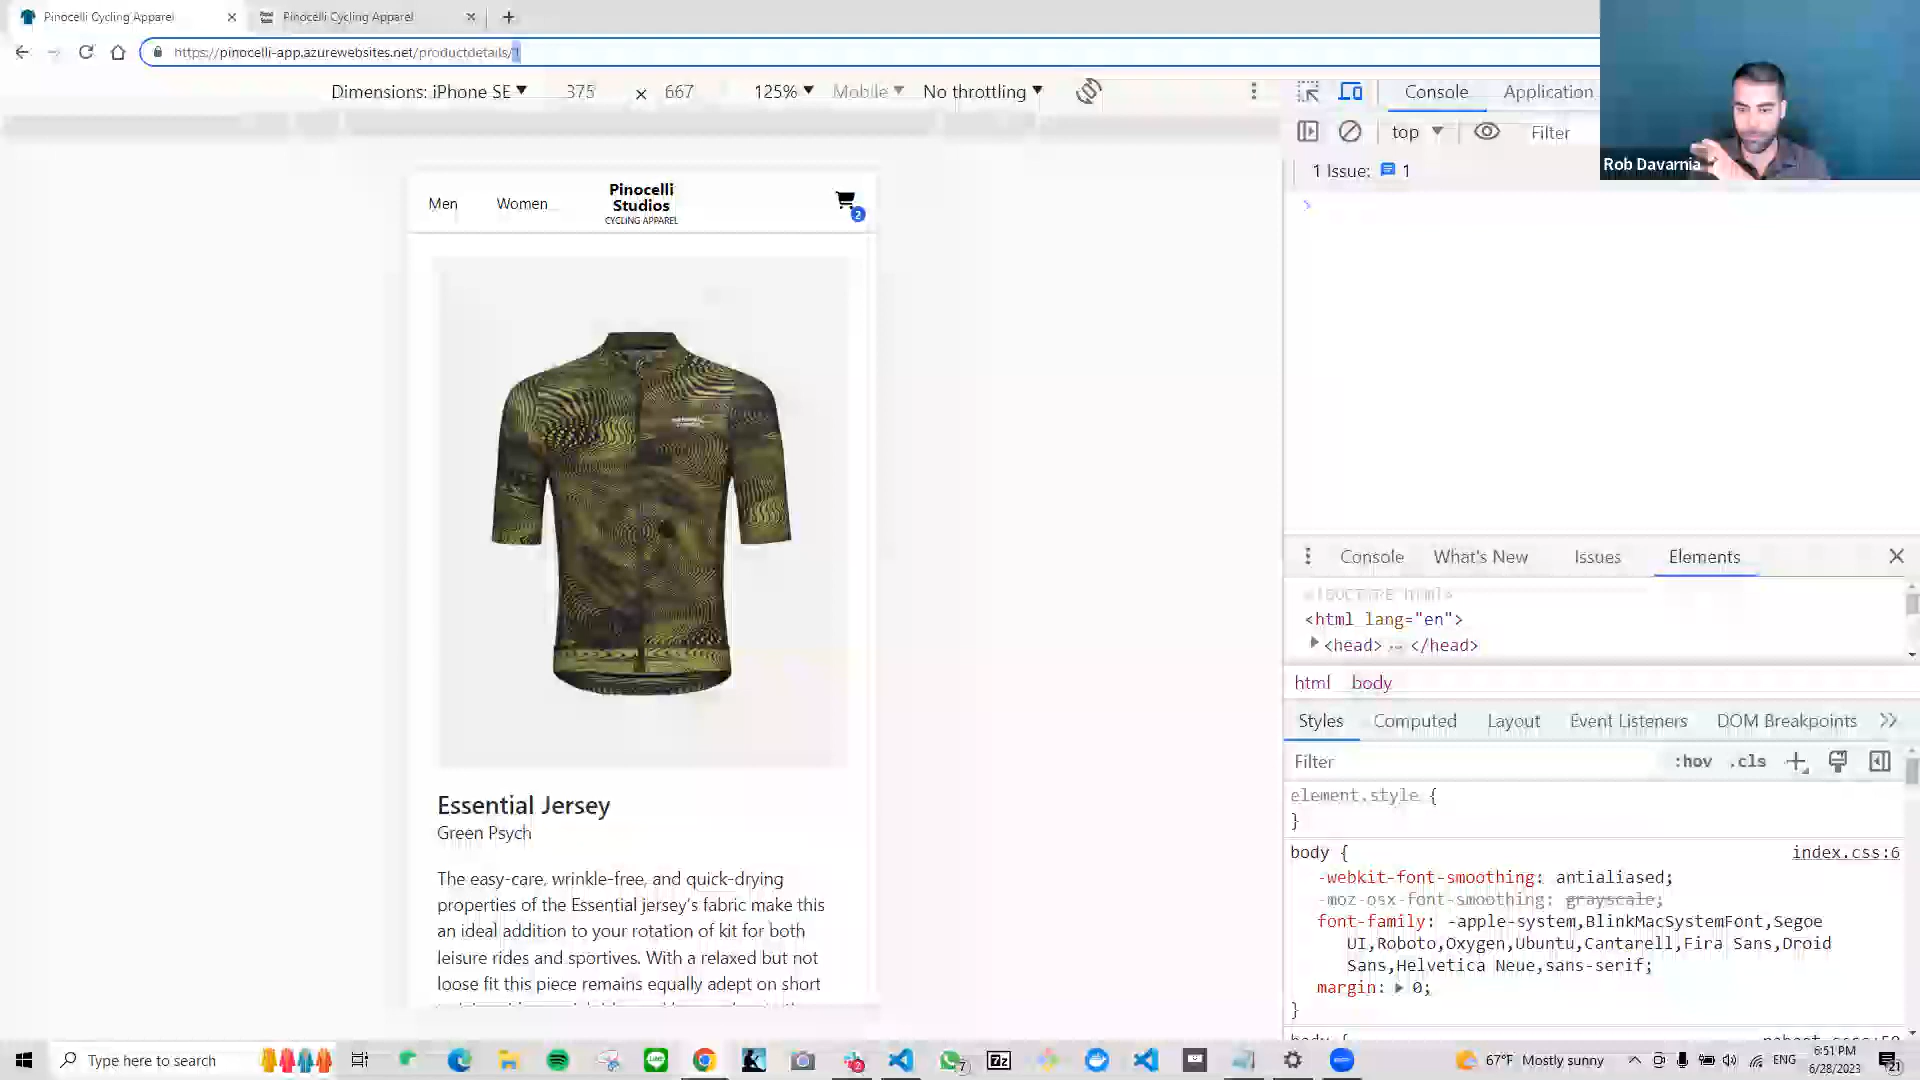 Pinocelli Cycling Apparel
Pinocelli Cycling Apparel
https://pinocelli-app.azurewebsites.net/productdetails/1
Dimensions: iPhone SE 375 × 667 125% Mobile No throttling
Console Application
top Filter
1 Issue: 1
Rob Davarnia
Men Women
Pinocelli
Studios
CYCLING APPAREL
2
Essential Jersey
Green Psych
The easy-care, wrinkle-free, and quick-drying
properties of the Essential jersey's fabric make this
an ideal addition to your rotation of kit for both
leisure rides and sportives. With a relaxed but not
loose fit this piece remains equally adept on short
Console What's New Issues Elements
<!DOCTYPE html>
<html lang="en">
<head> … </head>
html body
Styles Computed Layout Event Listeners DOM Breakpoints
Filter :hov .cls
element.style {
}
body { index.css:6
-webkit-font-smoothing: antialiased;
-moz-osx-font-smoothing: grayscale;
font-family: -apple-system,BlinkMacSystemFont,Segoe
UI,Roboto,Oxygen,Ubuntu,Cantarell,Fira Sans,Droid
Sans,Helvetica Neue,sans-serif;
margin: 0;
}
Type here to search
7z
67°F Mostly sunny
ENG
6:51 PM
6/28/2023
21